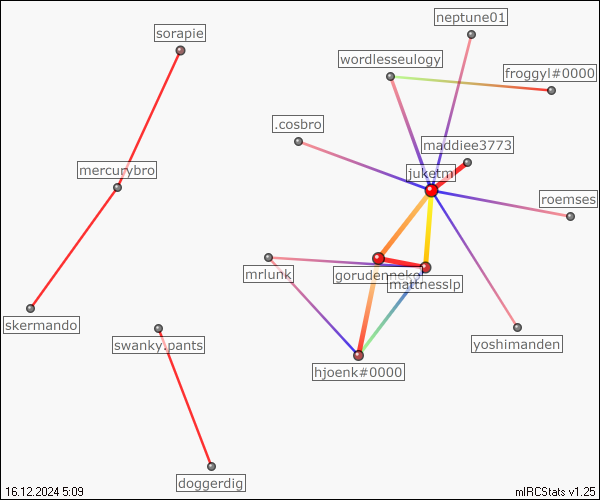 neptune01
sorapie
wordlesseulogy
froggyl#0000
.cosbro
maddiee3773
mercurybro
juketm
roemses
mrlunk
gorudenneko
mattnesslp
skermando
swanky.pants
yoshimanden
hjoenk#0000
doggerdig
16.12.2024 5:09
mIRCStats v1.25